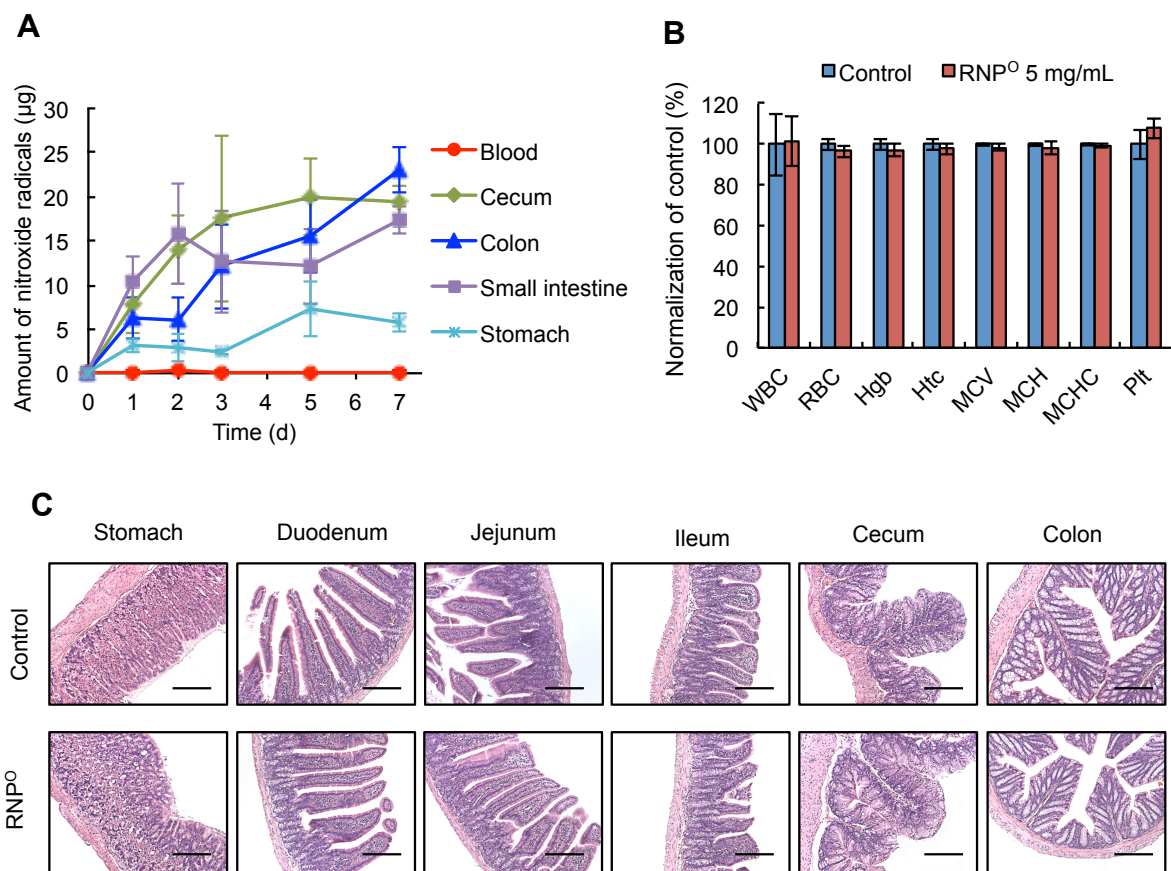 A
Amount of nitroxide radicals (μg)
30
25
20
15
10
5
0
0 1 2 3 4 5 6 7
Time (d)
Blood
Cecum
Colon
Small intestine
Stomach
B
Control RNPᴼ 5 mg/mL
Normalization of control (%)
120
100
80
60
40
20
0
WBC RBC Hgb Htc MCV MCH MCHC Plt
C
Stomach Duodenum Jejunum Ileum Cecum Colon
Control
RNPᴼ